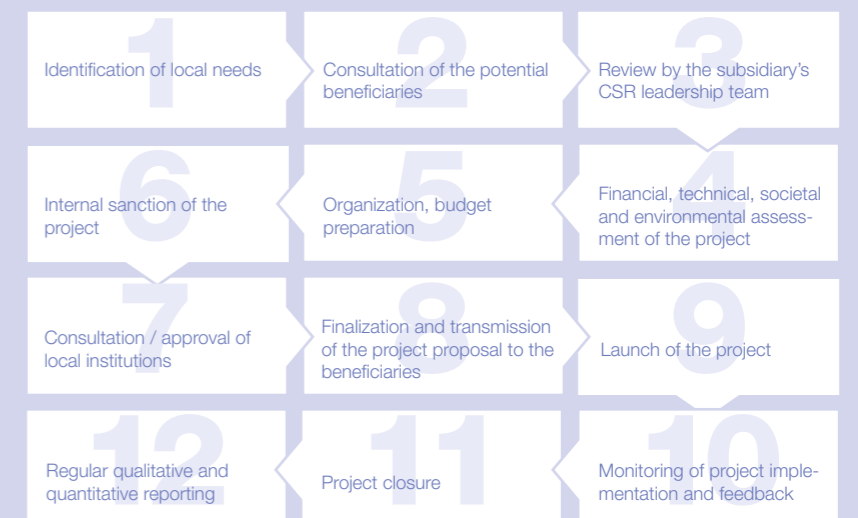 1
Identification of local needs
2
Consultation of the potential
beneficiaries
3
Review by the subsidiary's
CSR leadership team
4
Financial, technical, societal
and environmental assess-
ment of the project
5
Organization, budget
preparation
6
Internal sanction of the
project
7
Consultation / approval of
local institutions
8
Finalization and transmission
of the project proposal to the
beneficiaries
9
Launch of the project
10
Monitoring of project imple-
mentation and feedback
11
Project closure
12
Regular qualitative and
quantitative reporting